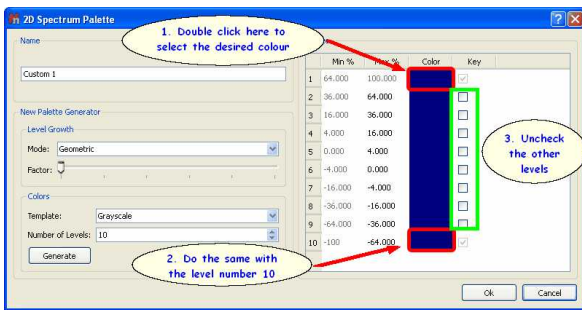 2D Spectrum Palette
1. Double click here to
select the desired colour
Name
Custom 1
New Palette Generator
Level Growth
Mode: Geometric
Factor:
Colors
Template: Grayscale
Number of Levels: 10
Generate
2. Do the same with
the level number 10
Min % Max % Color Key
1 64.000 100.000
2 36.000 64.000
3 16.000 36.000
4 4.000 16.000
5 0.000 4.000
6 -4.000 0.000
7 -16.000 -4.000
8 -36.000 -16.000
9 -64.000 -36.000
10 -100 -64.000
3. Uncheck
the other
levels
Ok Cancel